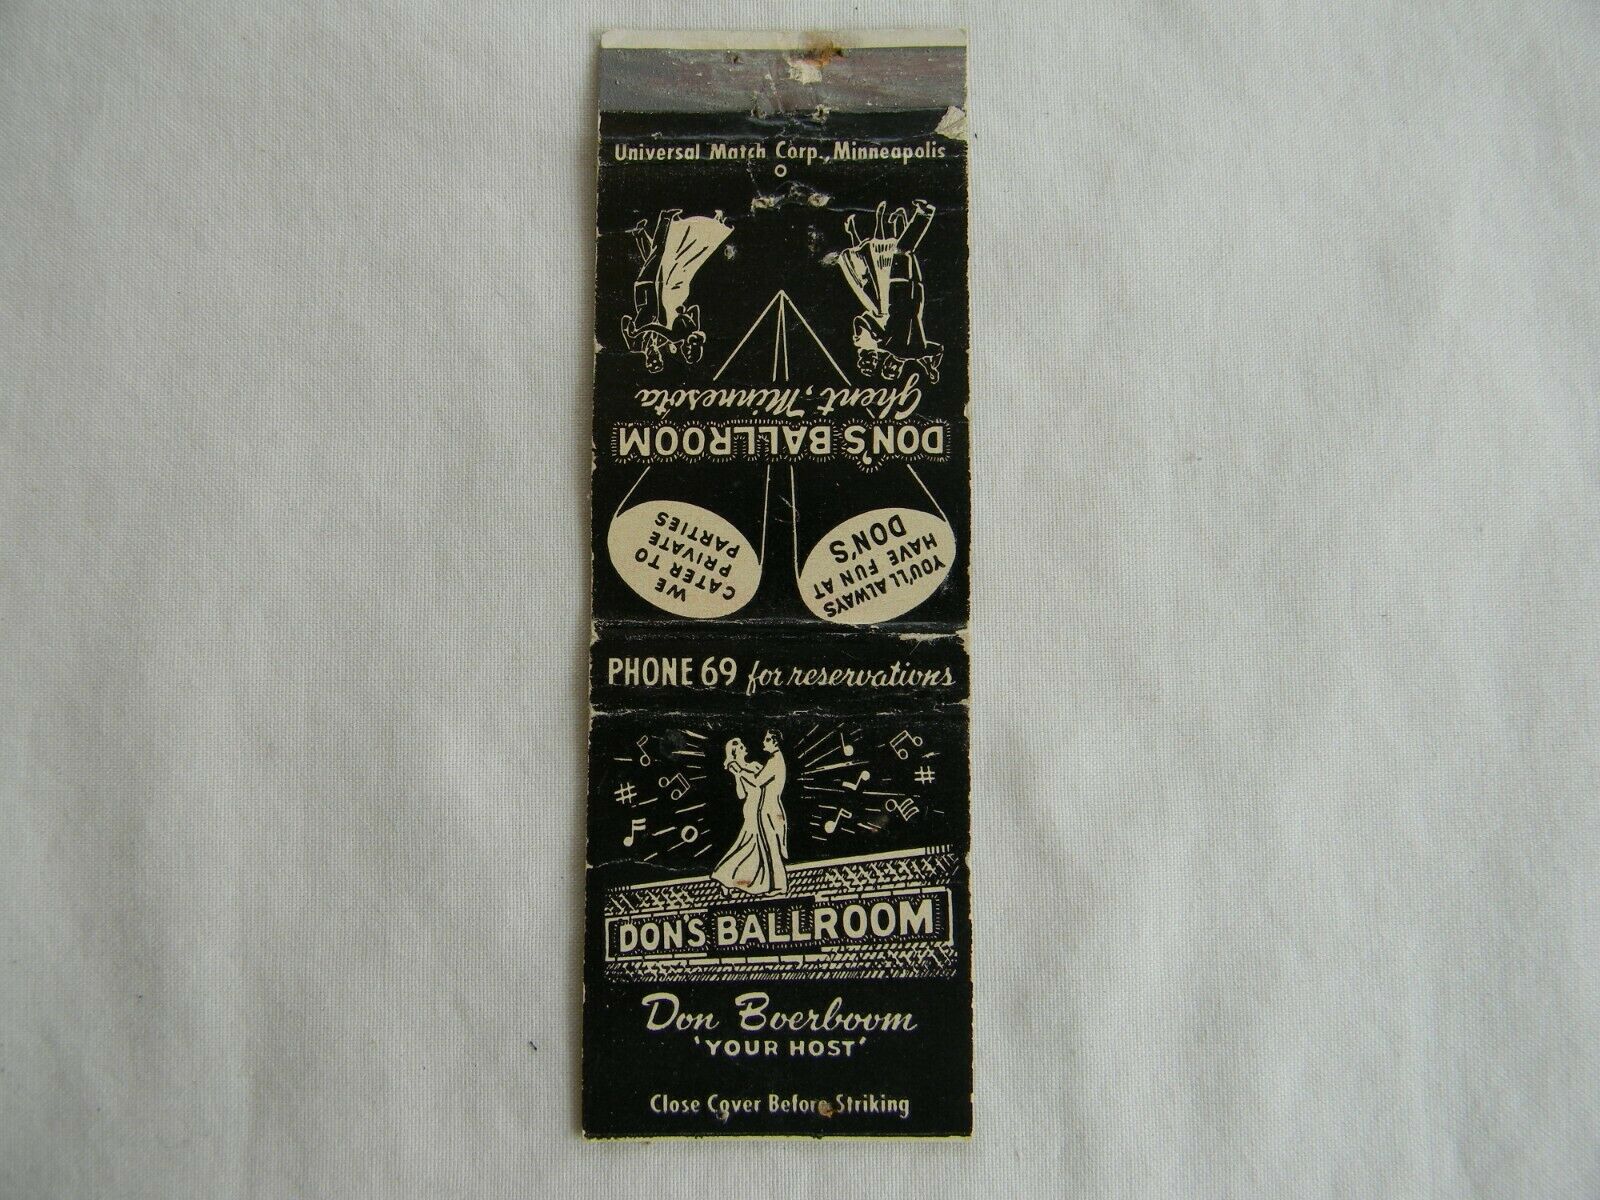 Universal Match Corp., Minneapolis
Ghent, Minnesota
DON'S BALLROOM
WE
CATER TO
PRIVATE
PARTIES
YOU'LL ALWAYS
HAVE FUN AT
DON'S
PHONE 69 for reservations
DON'S BALLROOM
Don Boerboom
'YOUR HOST'
Close Cover Before Striking